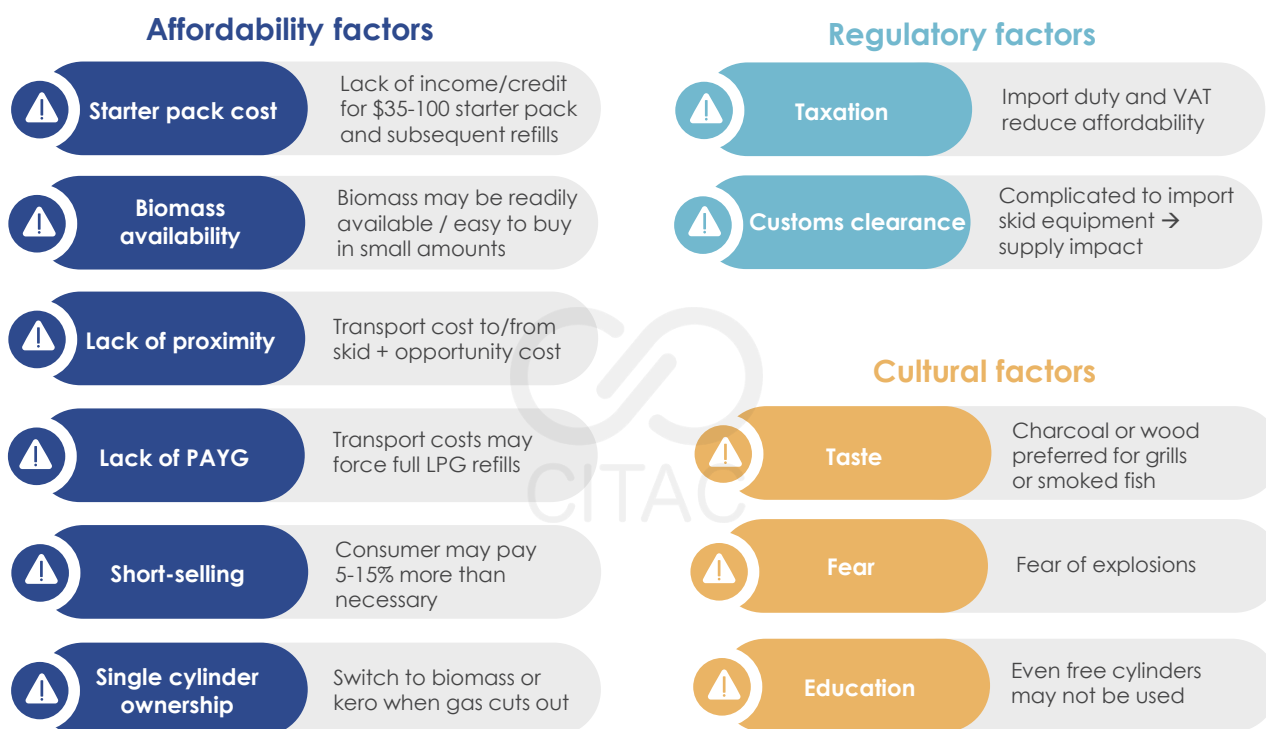 Affordability factors
Starter pack cost
Lack of income/credit
for $35-100 starter pack
and subsequent refills
Biomass
availability
Biomass may be readily
available / easy to buy
in small amounts
Lack of proximity
Transport cost to/from
skid + opportunity cost
Lack of PAYG
Transport costs may
force full LPG refills
Short-selling
Consumer may pay
5-15% more than
necessary
Single cylinder
ownership
Switch to biomass or
kero when gas cuts out
Regulatory factors
Taxation
Import duty and VAT
reduce affordability
Customs clearance
Complicated to import
skid equipment →
supply impact
Cultural factors
Taste
Charcoal or wood
preferred for grills
or smoked fish
Fear
Fear of explosions
Education
Even free cylinders
may not be used
CITAC